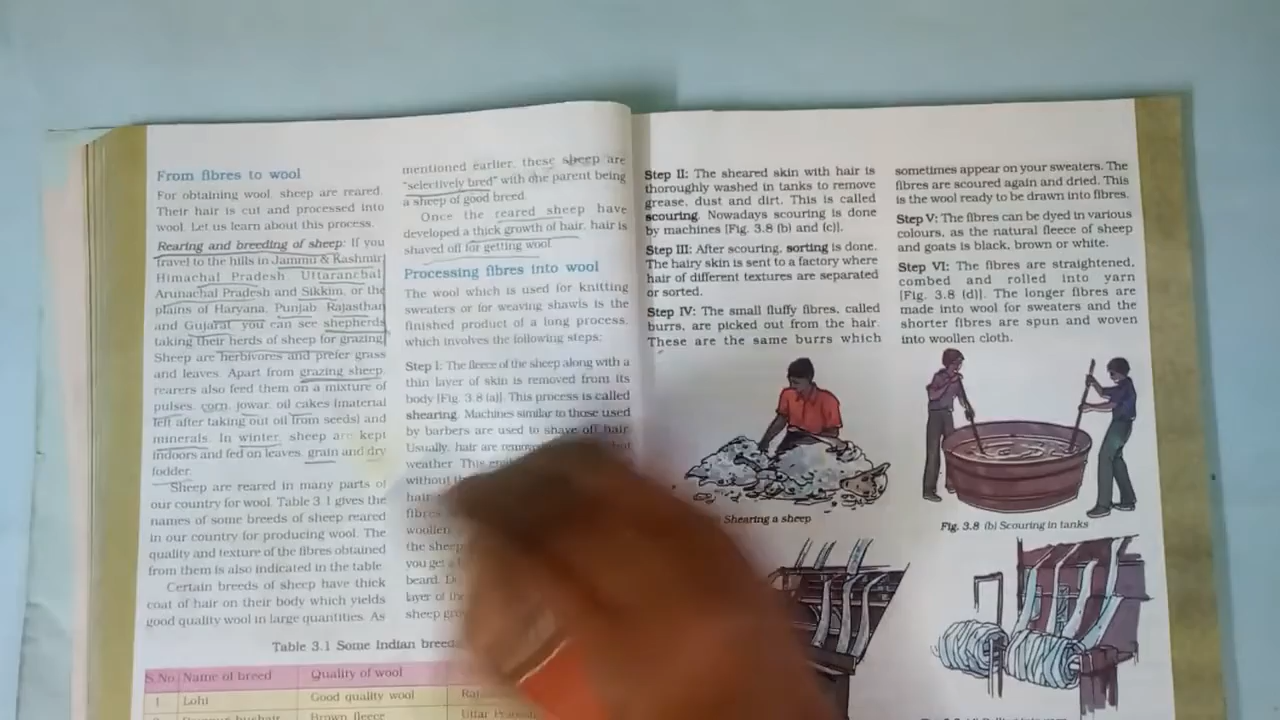 From fibres to wool
For obtaining wool, sheep are reared.
Their hair is cut and processed into
wool. Let us learn about this process.
Rearing and breeding of sheep: If you
travel to the hills in Jammu & Kashmir,
Himachal Pradesh, Uttaranchal,
Arunachal Pradesh and Sikkim, or the
plains of Haryana, Punjab, Rajasthan
and Gujarat, you can see shepherds
taking their herds of sheep for grazing.
Sheep are herbivores and prefer grass
and leaves. Apart from grazing sheep,
rearers also feed them on a mixture of
pulses, corn, jowar, oil cakes (material
left after taking out oil from seeds) and
minerals. In winter, sheep are kept
indoors and fed on leaves, grain and dry
fodder.
Sheep are reared in many parts of
our country for wool. Table 3.1 gives the
names of some breeds of sheep reared
in our country for producing wool. The
quality and texture of the fibres obtained
from them is also indicated in the table.
Certain breeds of sheep have thick
coat of hair on their body which yields
good quality wool in large quantities. As
mentioned earlier, these sheep are
"selectively bred" with one parent being
a sheep of good breed.
Once the reared sheep have
developed a thick growth of hair, hair is
shaved off for getting wool.
Processing fibres into wool
The wool which is used for knitting
sweaters or for weaving shawls is the
finished product of a long process,
which involves the following steps:
Step I: The fleece of the sheep along with a
thin layer of skin is removed from its
body [Fig. 3.8 (a)]. This process is called
shearing. Machines similar to those used
by barbers are used to shave off hair.
Usually, hair are
weather. This
without
hair
fibres
woollen
the sheep
you get
beard.
layer of the
sheep
Table 3.1 Some Indian
S.No. Name of breed Quality of wool
1. Lohi Good quality wool
Brown fleece
Step II: The sheared skin with hair is
thoroughly washed in tanks to remove
grease, dust and dirt. This is called
scouring. Nowadays scouring is done
by machines [Fig. 3.8 (b) and (c)].
Step III: After scouring, sorting is done.
The hairy skin is sent to a factory where
hair of different textures are separated
or sorted.
Step IV: The small fluffy fibres, called
burrs, are picked out from the hair.
These are the same burrs which
sometimes appear on your sweaters. The
fibres are scoured again and dried. This
is the wool ready to be drawn into fibres.
Step V: The fibres can be dyed in various
colours, as the natural fleece of sheep
and goats is black, brown or white.
Step VI: The fibres are straightened,
combed and rolled into yarn
[Fig. 3.8 (d)]. The longer fibres are
made into wool for sweaters and the
shorter fibres are spun and woven
into woollen cloth.
Shearing a sheep
Fig. 3.8 (b) Scouring in tanks